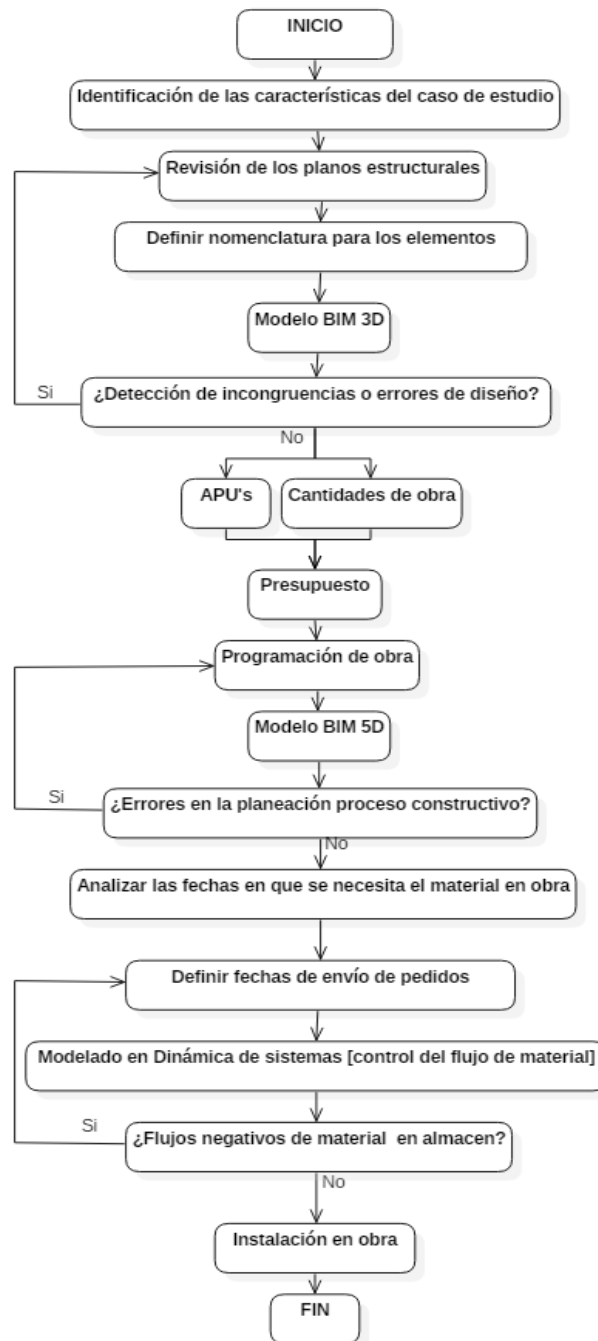 INICIO
Identificación de las características del caso de estudio
Revisión de los planos estructurales
Definir nomenclatura para los elementos
Modelo BIM 3D
Si
¿Detección de incongruencias o errores de diseño?
No
APU's
Cantidades de obra
Presupuesto
Programación de obra
Modelo BIM 5D
Si
¿Errores en la planeación proceso constructivo?
No
Analizar las fechas en que se necesita el material en obra
Definir fechas de envío de pedidos
Modelado en Dinámica de sistemas [control del flujo de material]
Si
¿Flujos negativos de material en almacen?
No
Instalación en obra
FIN